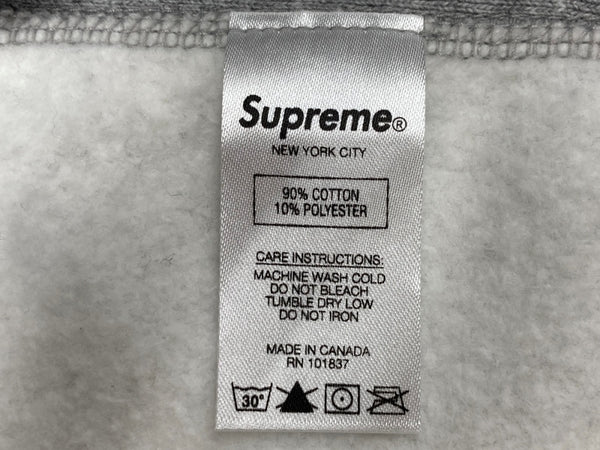 Supreme®
NEW YORK CITY
90% COTTON
10% POLYESTER
CARE INSTRUCTIONS:
MACHINE WASH COLD
DO NOT BLEACH
TUMBLE DRY LOW
DO NOT IRON
MADE IN CANADA
RN 101837
30°